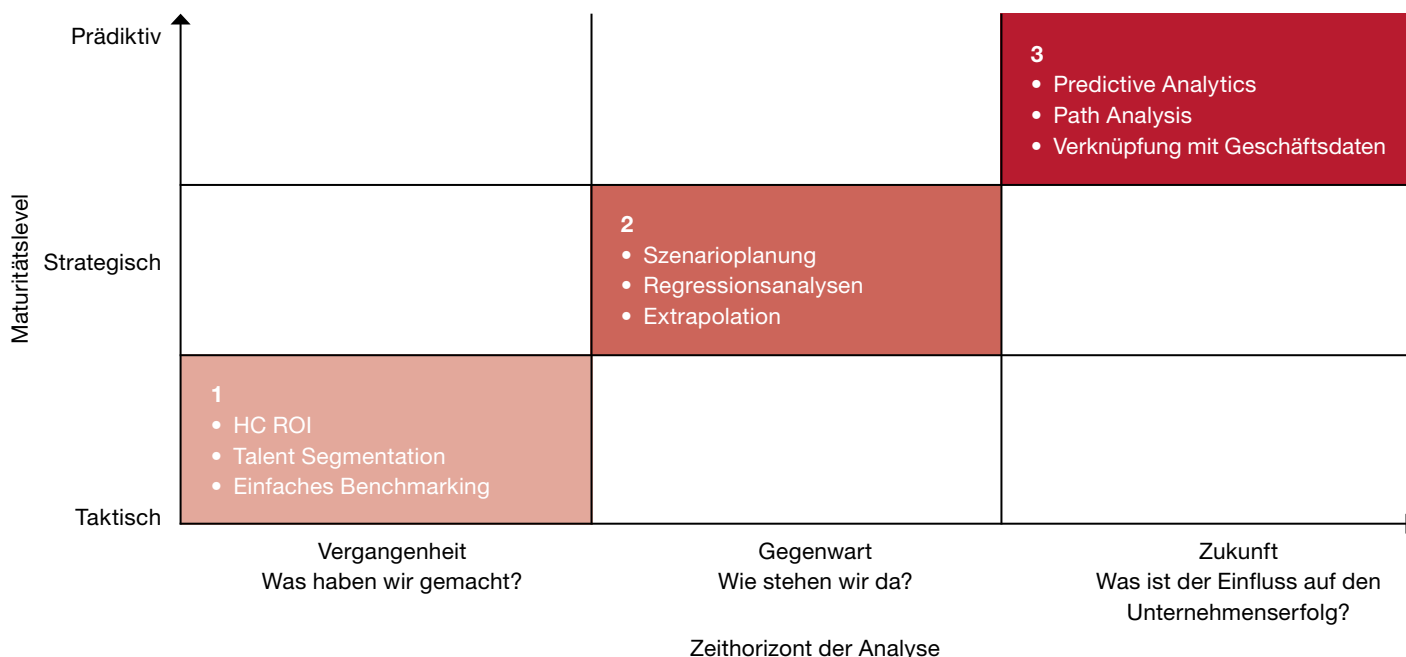 Prädiktiv
3
• Predictive Analytics
• Path Analysis
• Verknüpfung mit Geschäftsdaten
Maturitätslevel
Strategisch
2
• Szenarioplanung
• Regressionsanalysen
• Extrapolation
1
• HC ROI
• Talent Segmentation
• Einfaches Benchmarking
Taktisch
Vergangenheit
Was haben wir gemacht?
Gegenwart
Wie stehen wir da?
Zukunft
Was ist der Einfluss auf den
Unternehmenserfolg?
Zeithorizont der Analyse